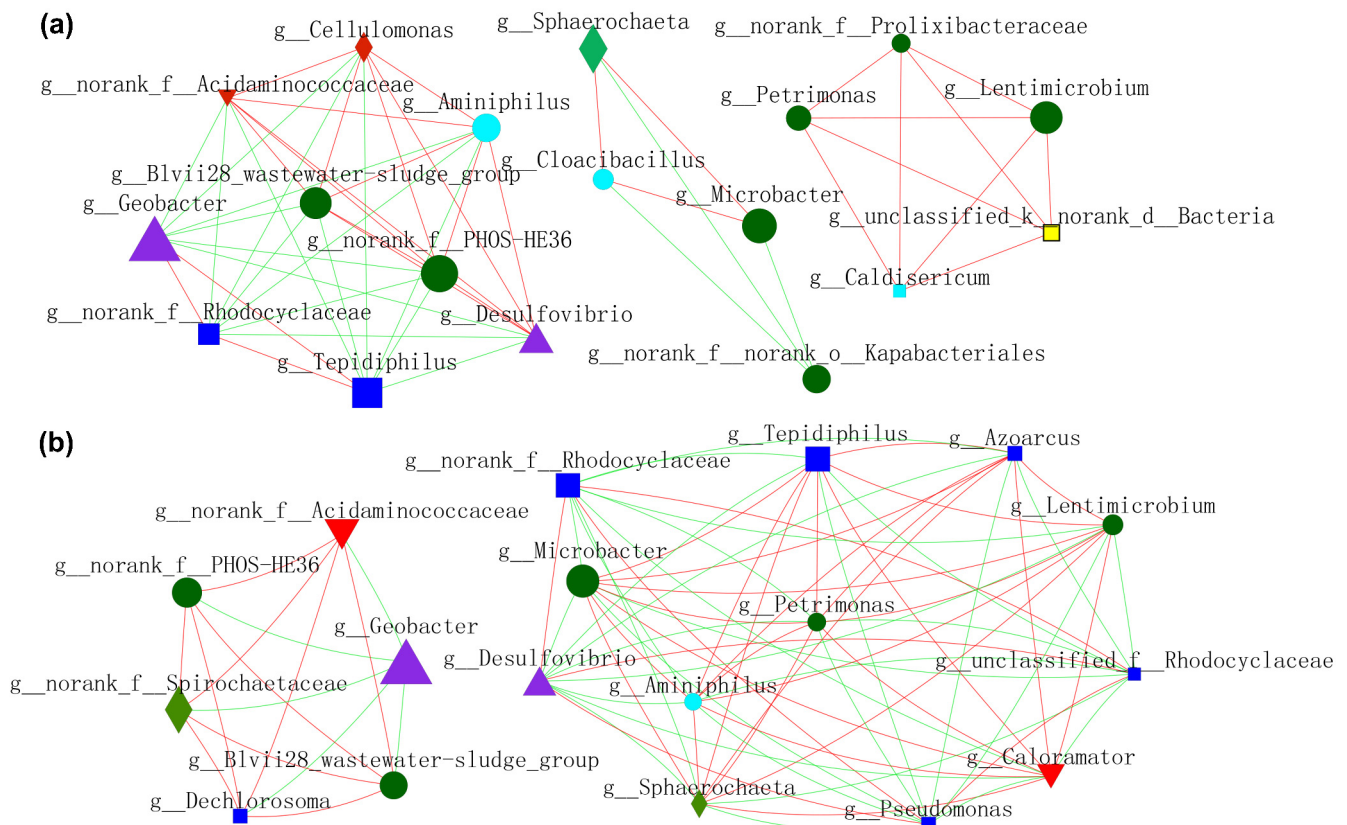 (a)
g__Cellulomonas
g__Sphaerochaeta
g__norank_f__Prolixibacteraceae
g__norank_f__Acidaminococcaceae
g__Aminiphilus
g__Petrimonas
g__Lentimicrobium
g__Blvii28_wastewater-sludge_group
g__Cloacibacillus
g__Geobacter
g__Microbacter
g__unclassified_k__norank_d__Bacteria
g__norank_f__PHOS-HE36
g__Caldisericum
g__norank_f__Rhodocyclaceae
g__Desulfovibrio
g__Tepidiphilus
g__norank_f__norank_o__Kapabacteriales
(b)
g__Tepidiphilus
g__Azoarcus
g__norank_f__Rhodocyclaceae
g__norank_f__Acidaminococcaceae
g__Lentimicrobium
g__norank_f__PHOS-HE36
g__Microbacter
g__Petrimonas
g__Geobacter
g__Desulfovibrio
g__unclassified_f__Rhodocyclaceae
g__norank_f__Spirochaetaceae
g__Aminiphilus
g__Blvii28_wastewater-sludge_group
g__Caloramator
g__Dechlorosoma
g__Sphaerochaeta
g__Pseudomonas